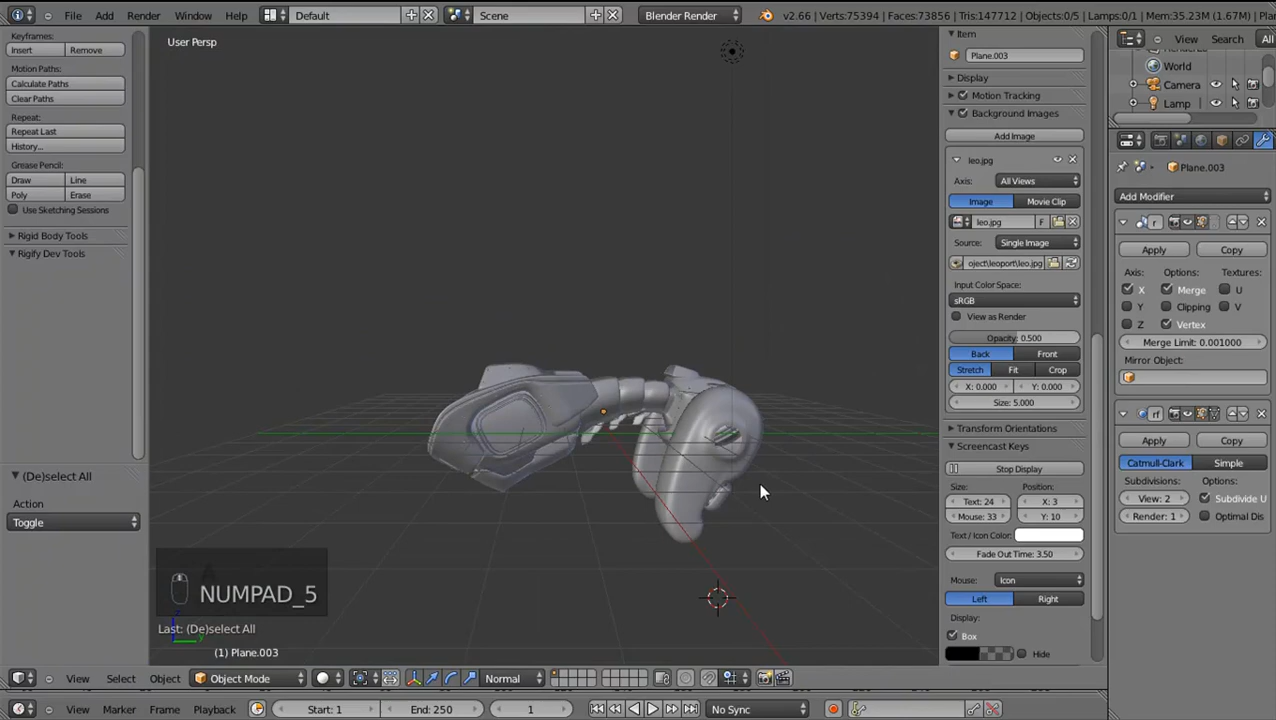 File Add Render Window Help Default Scene Blender Render v2.66 | Verts:75394 | Faces:73856 | Tris:147712 | Objects:0/5 | Lamps:0/1 | Mem:35.23M (1.67M) | Plane.003
User Persp
Keyframes:
Insert Remove
Motion Paths:
Calculate Paths
Clear Paths
Repeat:
Repeat Last
History...
Grease Pencil:
Draw Line
Poly Erase
Use Sketching Sessions
Rigid Body Tools
Rigify Dev Tools
(De)select All
Action
Toggle
NUMPAD_5
Last: (De)select All
(1) Plane.003
View Select Object Object Mode Normal
View Marker Frame Playback Start: 1 End: 250 1 No Sync
Item
Plane.003
Display
Motion Tracking
Background Images
Add Image
leo.jpg
Axis: All Views
Image Movie Clip
leo.jpg F
Source: Single Image
oject\leoport\leo.jpg
Input Color Space:
sRGB
View as Render
Opacity: 0.500
Back Front
Stretch Fit Crop
X: 0.000 Y: 0.000
Size: 5.000
Transform Orientations
Screencast Keys
Stop Display
Size: Position:
Text: 24 X: 3
Mouse: 33 Y: 10
Text / Icon Color:
Fade Out Time: 3.50
Mouse: Icon
Left Right
Display:
Box
Hide
View Search All
World
Camera
Lamp
Plane.003
Add Modifier
Apply Copy
Axis: Options: Textures:
X Merge U
Y Clipping V
Z Vertex
Merge Limit: 0.001000
Mirror Object:
Apply Copy
Catmull-Clark Simple
Subdivisions: Options:
View: 2 Subdivide U
Render: 1 Optimal Dis